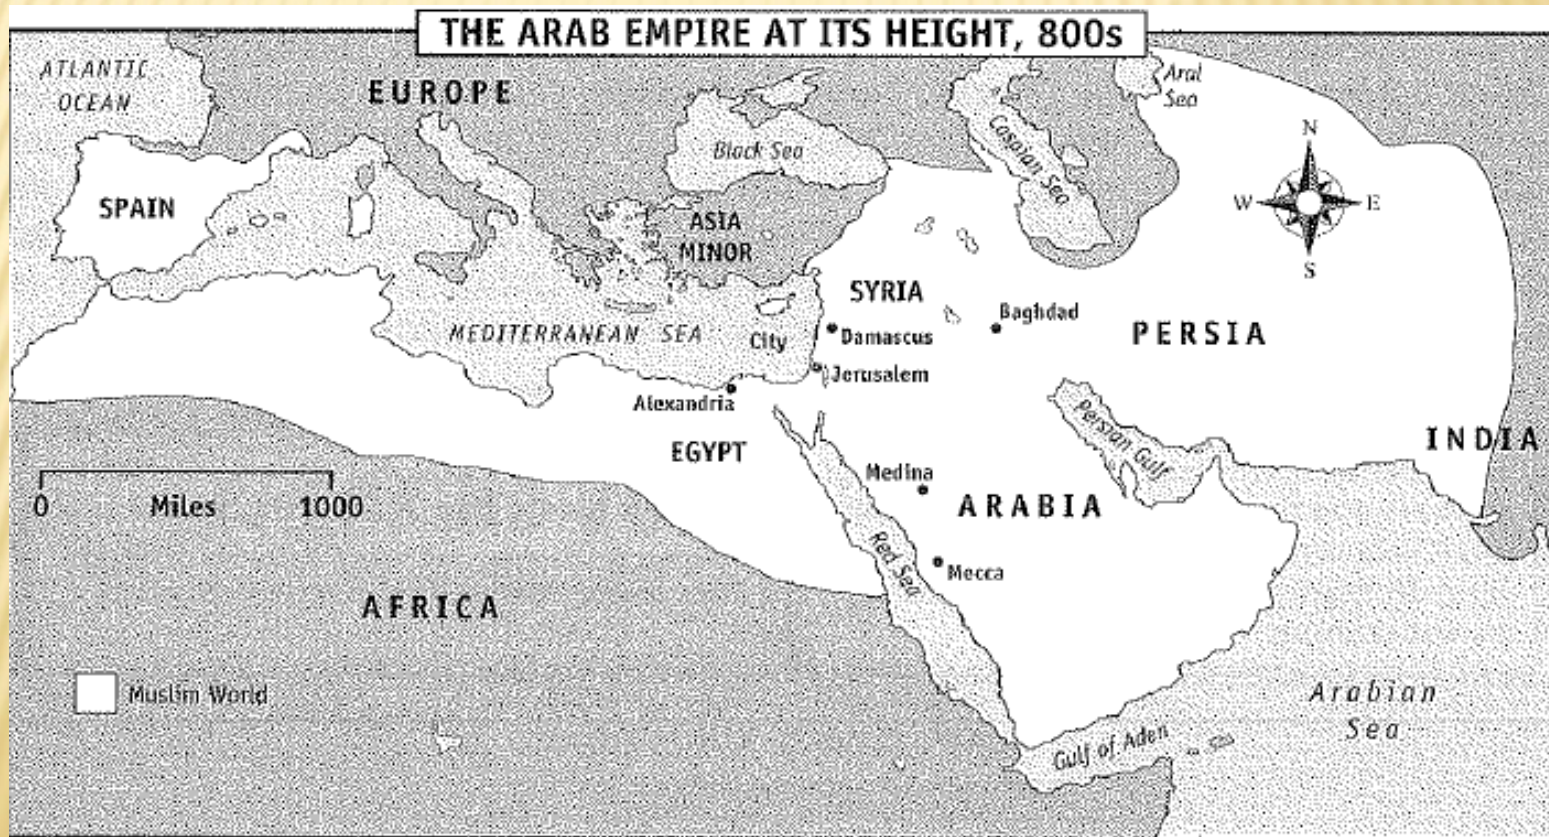 THE ARAB EMPIRE AT ITS HEIGHT, 800s
ATLANTIC
OCEAN
EUROPE
Aral
Sea
Caspian Sea
Black Sea
N
W E
S
SPAIN
ASIA
MINOR
SYRIA
Baghdad
MEDITERRANEAN SEA
City
Damascus
PERSIA
Jerusalem
Alexandria
Persian Gulf
INDIA
EGYPT
Medina
ARABIA
0 Miles 1000
Red Sea
Mecca
AFRICA
Muslim World
Arabian
Sea
Gulf of Aden